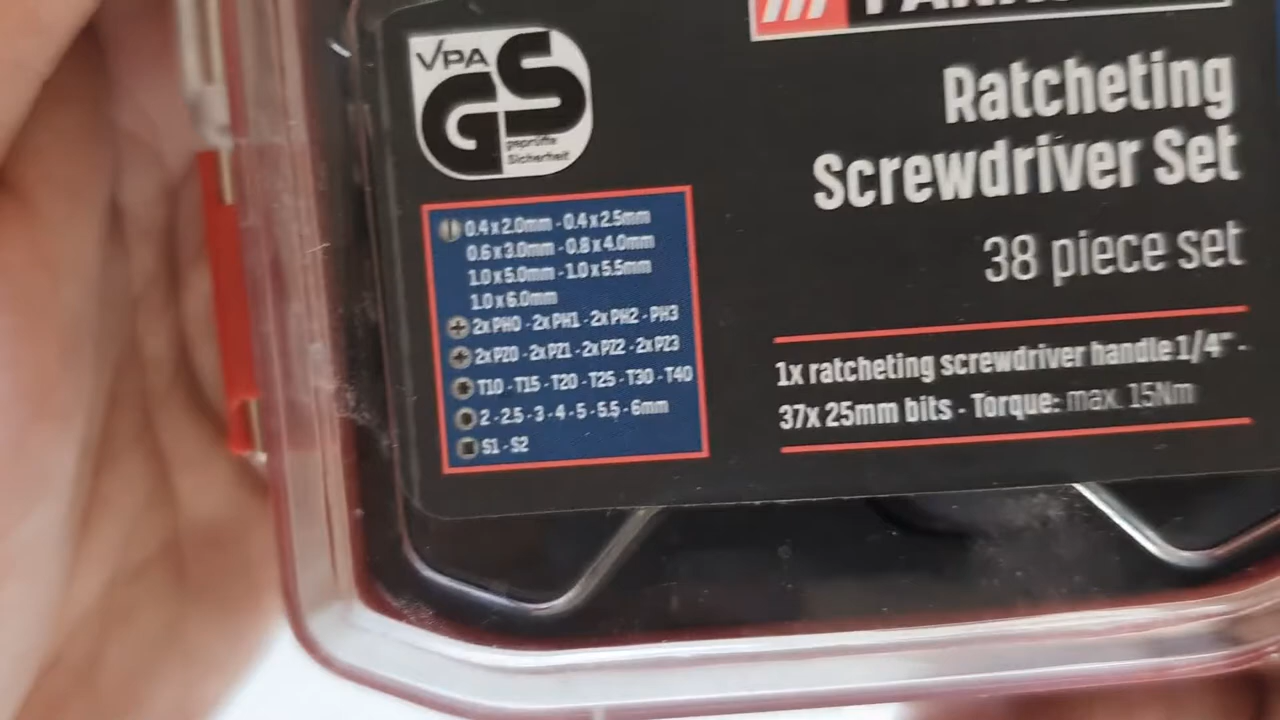 VPA
GS
geprüfte
Sicherheit
Ratcheting
Screwdriver Set
38 piece set
0.4 x 2.0mm - 0.4 x 2.5mm
0.6 x 3.0mm - 0.8 x 4.0mm
1.0 x 5.0mm - 1.0 x 5.5mm
1.0 x 6.0mm
2x PH0 - 2x PH1 - 2x PH2 - PH3
2x PZ0 - 2x PZ1 - 2x PZ2 - 2x PZ3
T10 - T15 - T20 - T25 - T30 - T40
2 - 2.5 - 3 - 4 - 5 - 5.5 - 6mm
S1 - S2
1x ratcheting screwdriver handle 1/4" -
37x 25mm bits - Torque: max. 15Nm